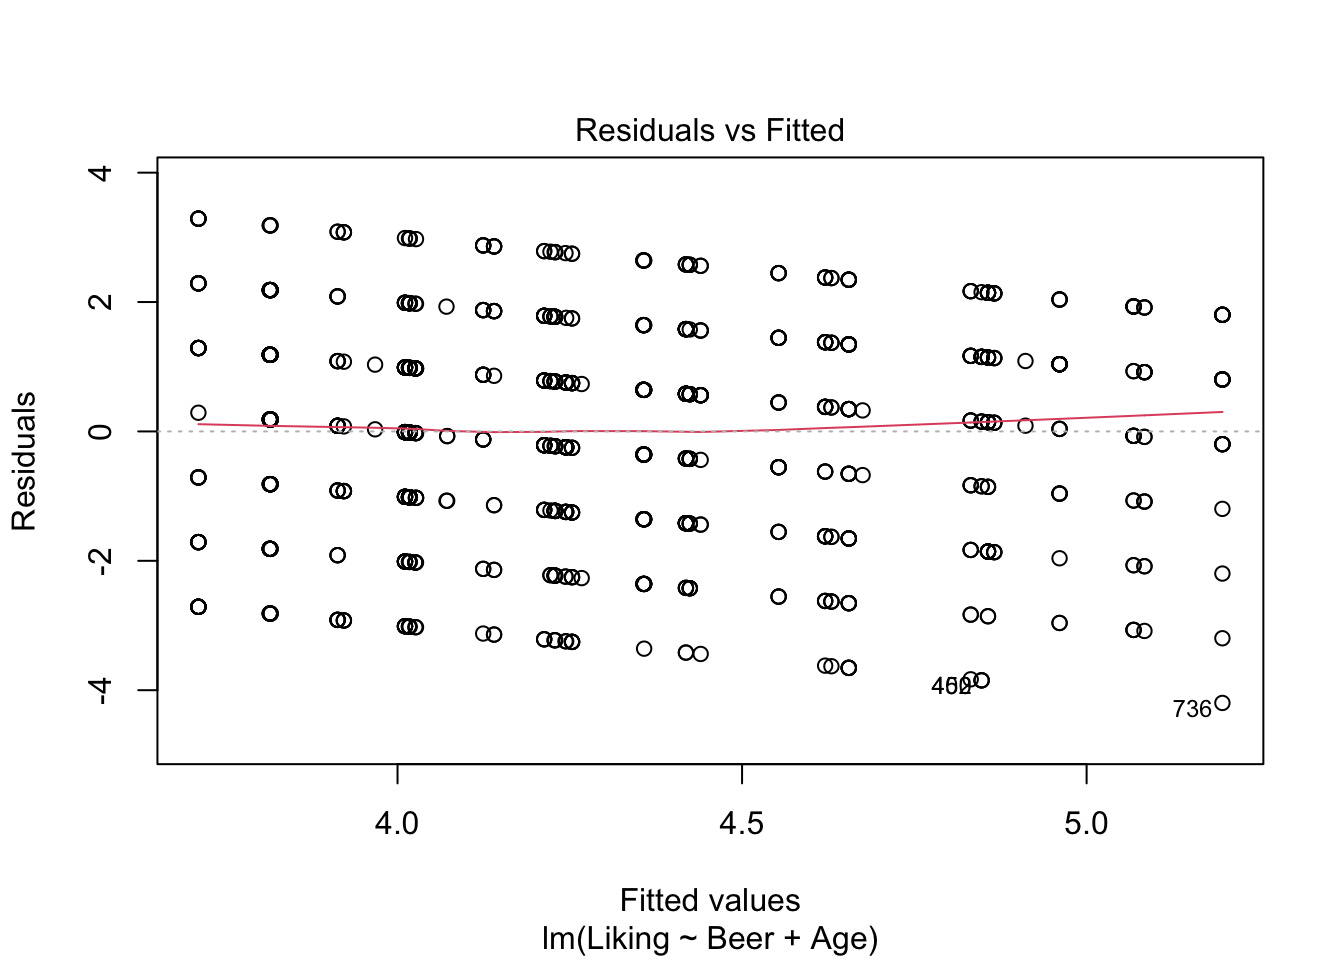 Residuals vs Fitted
Residuals
4
2
0
-2
-4
736
4.0
4.5
5.0
Fitted values
lm(Liking ~ Beer + Age)